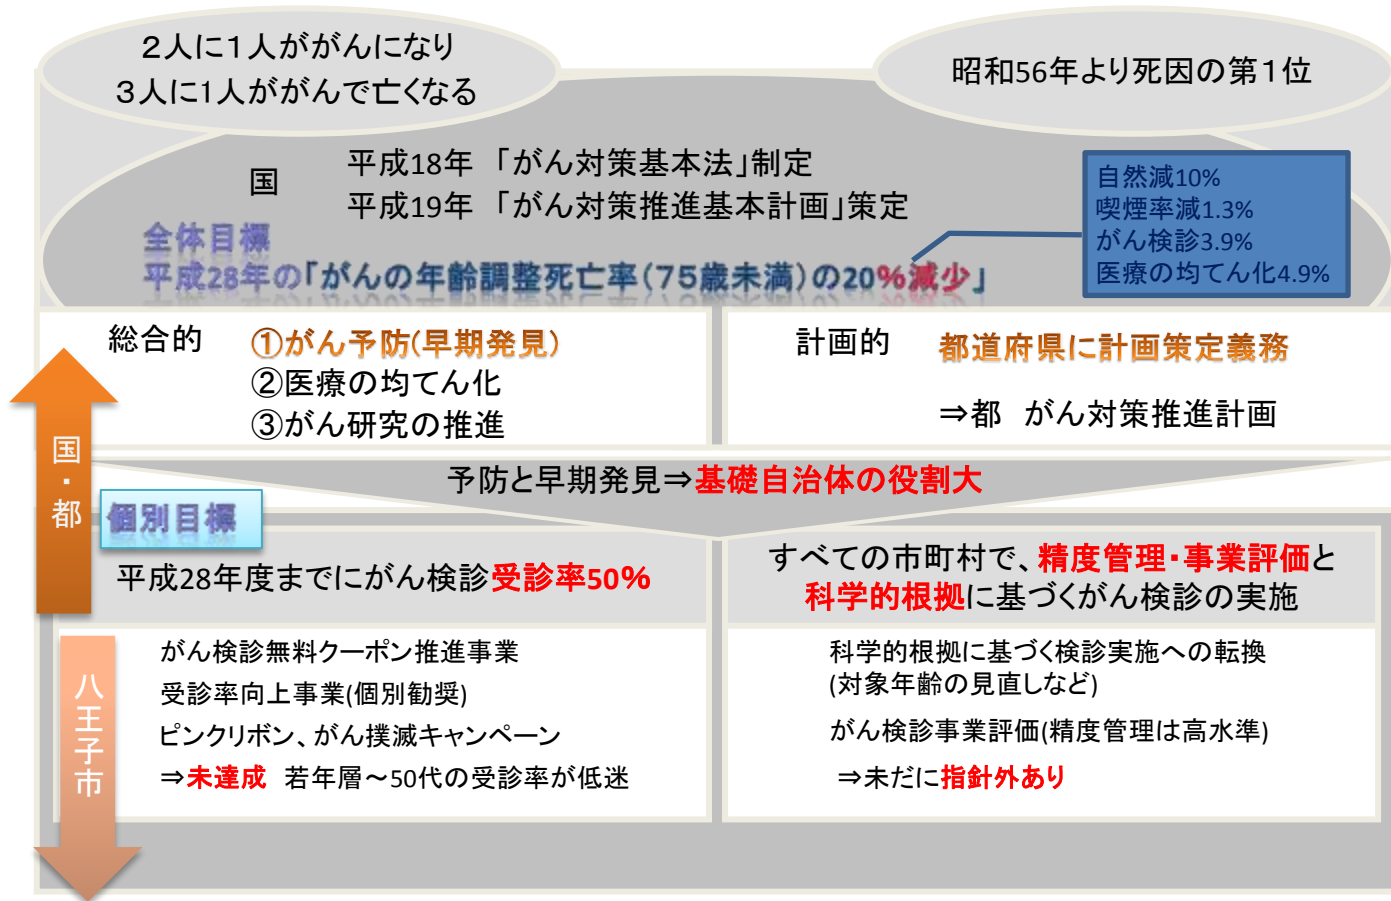 ２人に１人ががんになり
３人に1人ががんで亡くなる
昭和56年より死因の第１位
国
平成18年　「がん対策基本法」制定
平成19年　「がん対策推進基本計画」策定
全体目標
平成28年の「がんの年齢調整死亡率（75歳未満）の20%減少」
自然減10%
喫煙率減1.3%
がん検診3.9%
医療の均てん化4.9%
総合的
①がん予防(早期発見)
②医療の均てん化
③がん研究の推進
計画的
都道府県に計画策定義務
⇒都　がん対策推進計画
国・都
予防と早期発見⇒基礎自治体の役割大
個別目標
平成28年度までにがん検診受診率50%
すべての市町村で、精度管理・事業評価と
科学的根拠に基づくがん検診の実施
八王子市
がん検診無料クーポン推進事業
受診率向上事業(個別勧奨)
ピンクリボン、がん撲滅キャンペーン
⇒未達成　若年層～50代の受診率が低迷
科学的根拠に基づく検診実施への転換
(対象年齢の見直しなど)
がん検診事業評価(精度管理は高水準)
⇒未だに指針外あり